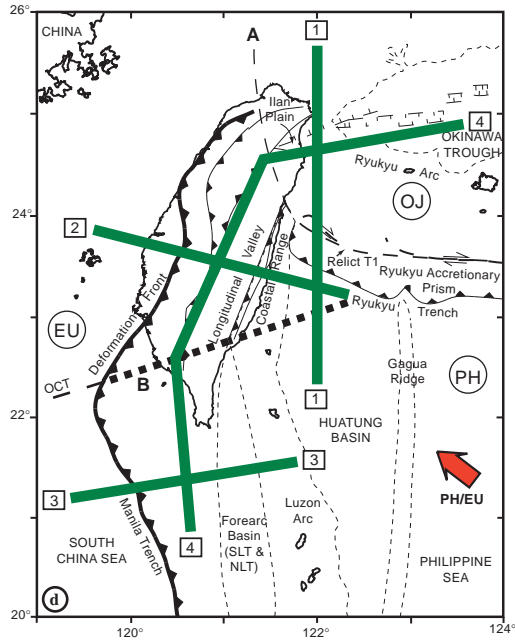 26°
CHINA
A
1
Ilan
Plain
4
OKINAWA
TROUGH
Ryukyu Arc
OJ
24°
2
Longitudinal Valley
Coastal Range
Relict T1
Ryukyu Accretionary
Prism
Ryukyu
Trench
Deformation Front
EU
Gagua
Ridge
PH
OCT
B
1
22°
HUATUNG
BASIN
3
3
PH/EU
Manila Trench
Luzon
Arc
SOUTH
CHINA SEA
4
Forearc
Basin
(SLT &
NLT)
PHILIPPINE
SEA
d
20°
120°
122°
124°